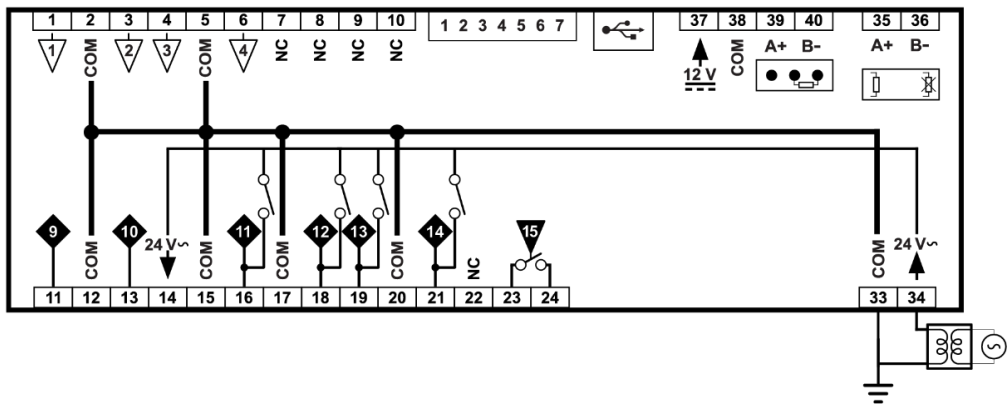 1 2 3 4 5 6 7 8 9 10
1 2 3 4 5 6 7
37 38 39 40
35 36
1 COM 2 3 COM 4 NC NC NC NC
12 V COM A+ B-
A+ B-
9 COM 10 24 V~ COM 11 COM 12 13 COM 14 NC 15
COM 24 V~
11 12 13 14 15 16 17 18 19 20 21 22 23 24
33 34